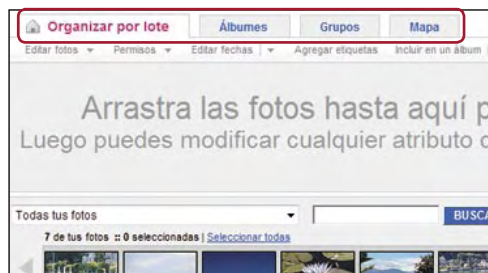 Organizar por lote Álbumes Grupos Mapa
Editar fotos Permisos Editar fechas Agregar etiquetas Incluir en un álbum
Arrastra las fotos hasta aquí p
Luego puedes modificar cualquier atributo
Todas tus fotos BUSCA
7 de tus fotos :: 0 seleccionadas | Seleccionar todas